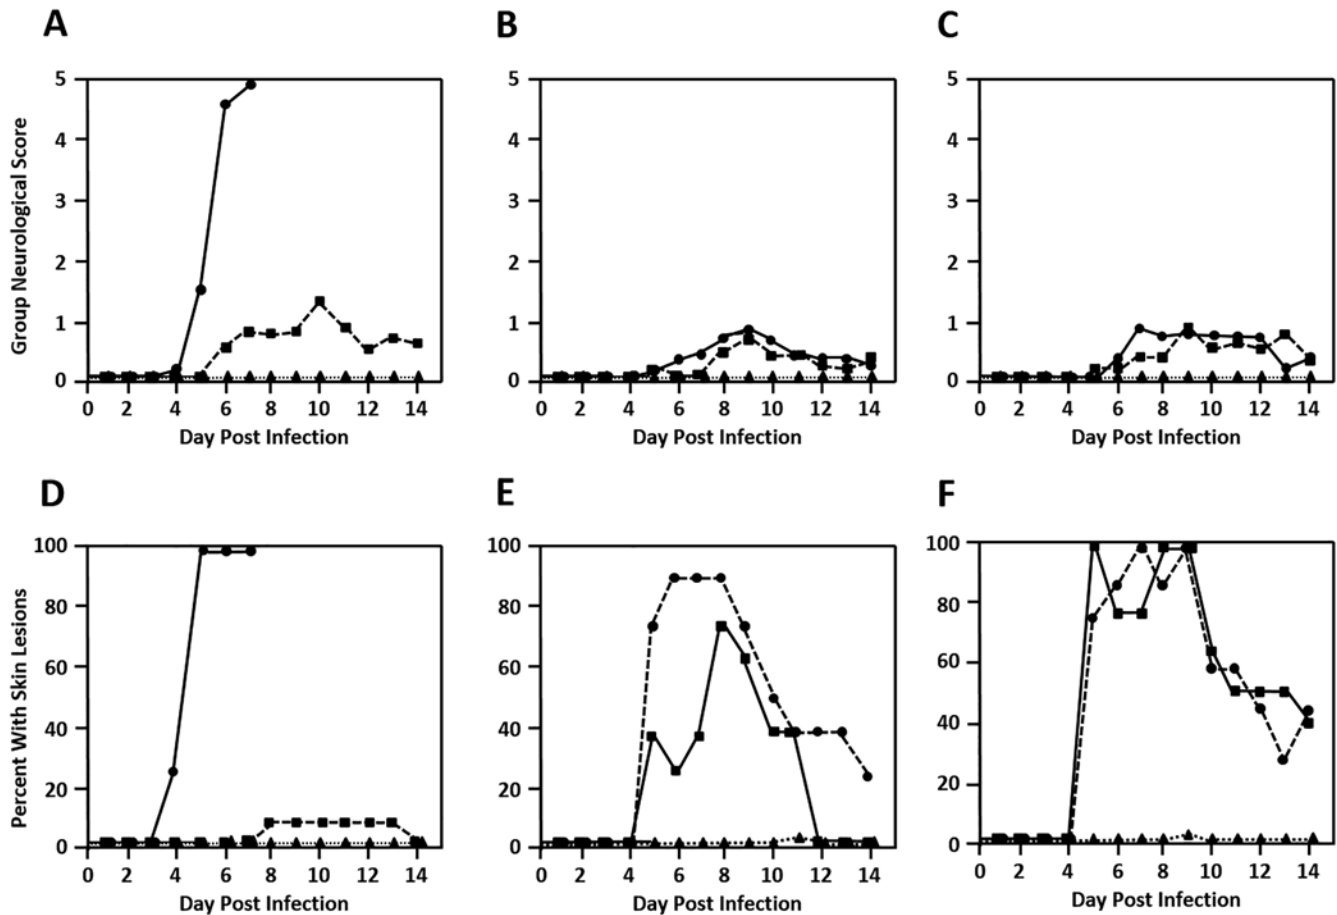 A B C
Group Neurological Score
5 5 5
4 4 4
3 3 3
2 2 2
1 1 1
0 0 0
0 2 4 6 8 10 12 14 0 2 4 6 8 10 12 14 0 2 4 6 8 10 12 14
Day Post Infection Day Post Infection Day Post Infection
D E F
Percent With Skin Lesions
100 100 100
80 80 80
60 60 60
40 40 40
20 20 20
0 0 0
0 2 4 6 8 10 12 14 0 2 4 6 8 10 12 14 0 2 4 6 8 10 12 14
Day Post Infection Day Post Infection Day Post Infection